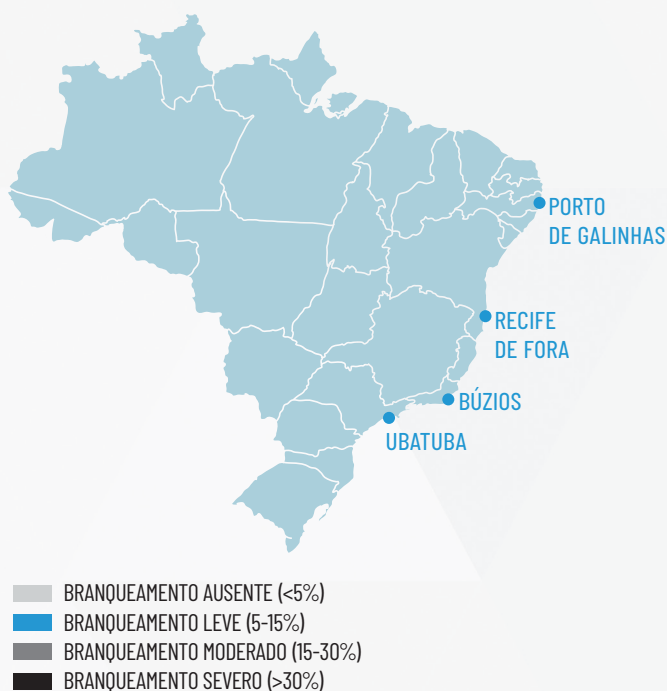 PORTO
DE GALINHAS
RECIFE
DE FORA
BÚZIOS
UBATUBA
BRANQUEAMENTO AUSENTE (<5%)
BRANQUEAMENTO LEVE (5-15%)
BRANQUEAMENTO MODERADO (15-30%)
BRANQUEAMENTO SEVERO (>30%)